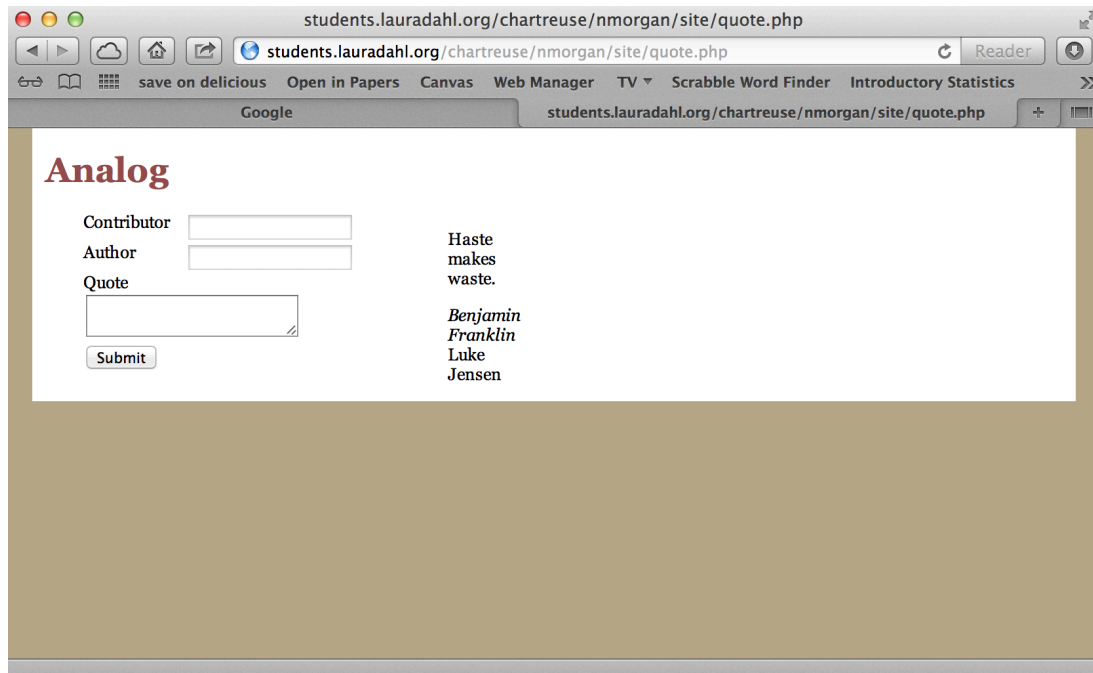 students.lauradahl.org/chartreuse/nmorgan/site/quote.php
students.lauradahl.org/chartreuse/nmorgan/site/quote.php Reader
save on delicious Open in Papers Canvas Web Manager TV Scrabble Word Finder Introductory Statistics
Google students.lauradahl.org/chartreuse/nmorgan/site/quote.php
Analog
Contributor
Author
Quote
Submit
Haste
makes
waste.
Benjamin
Franklin
Luke
Jensen